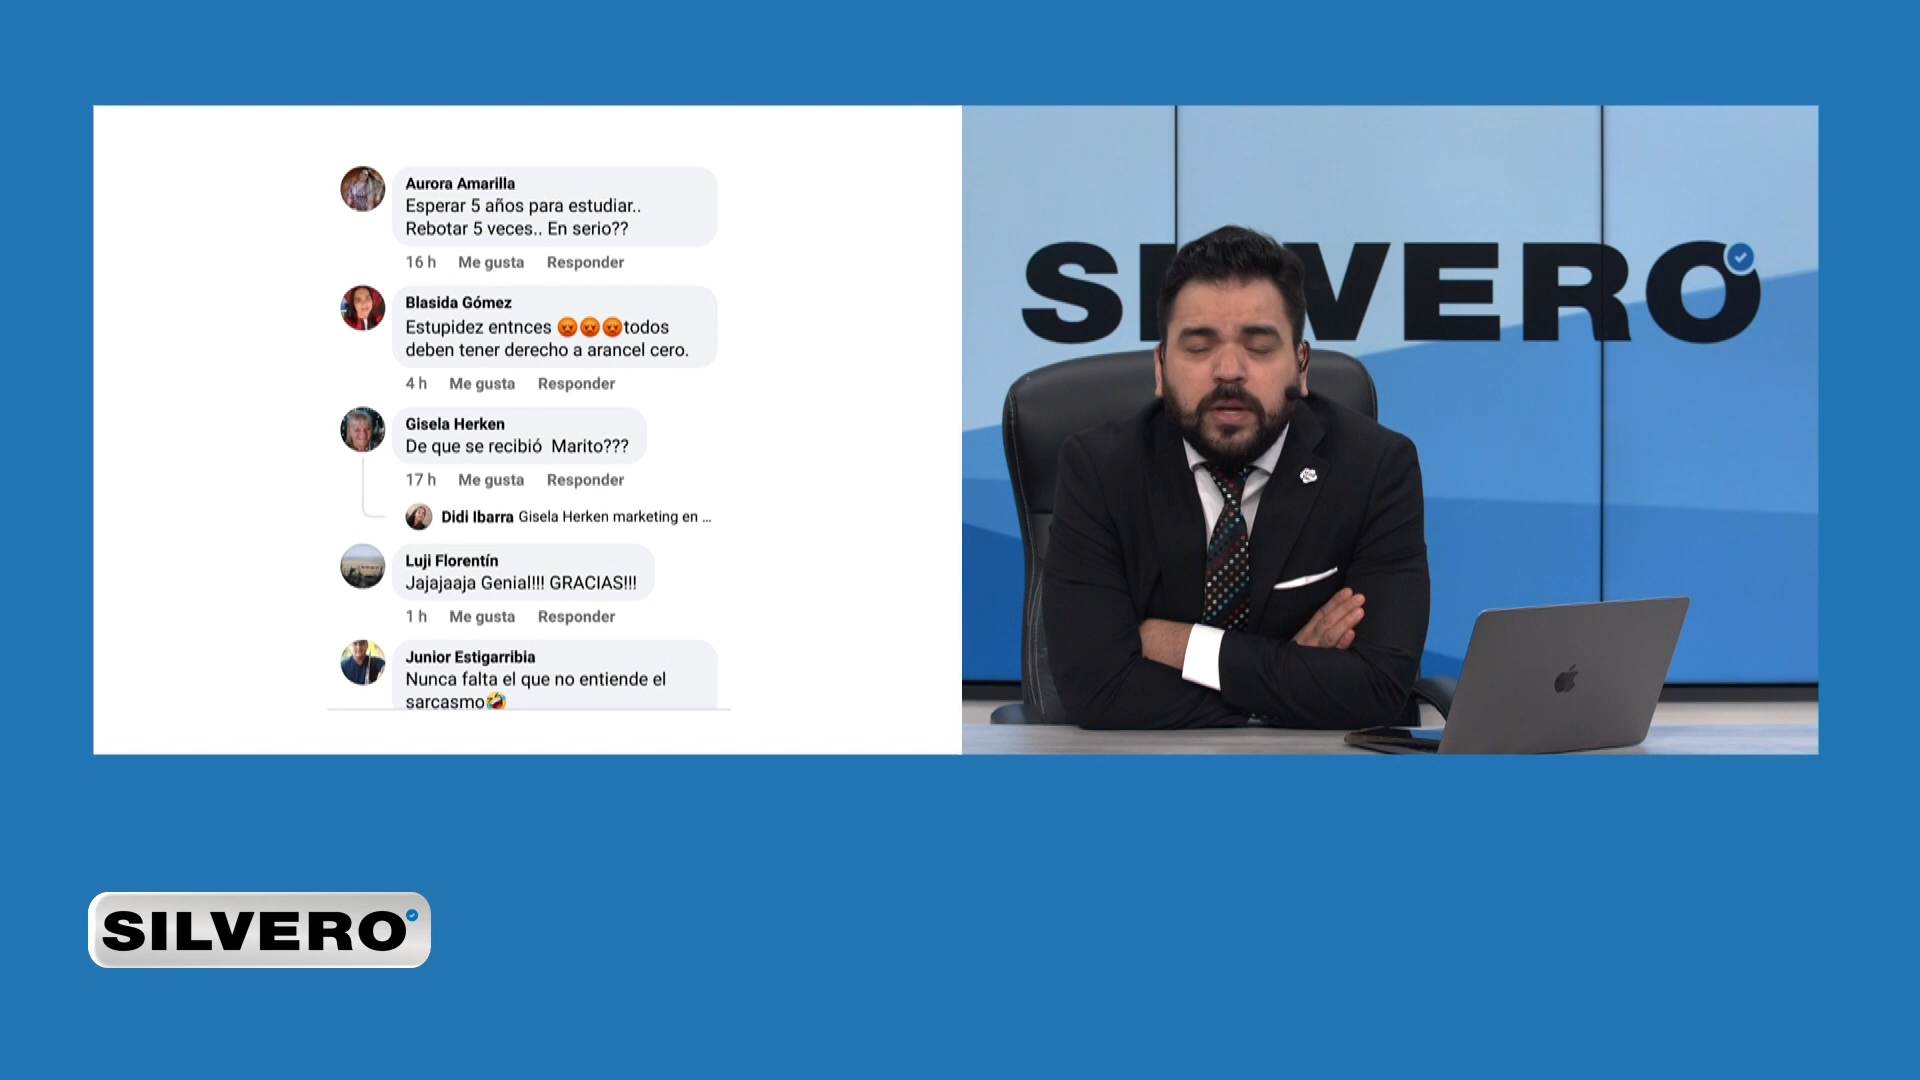 Aurora Amarilla
Esperar 5 años para estudiar..
Rebotar 5 veces.. En serio??
16 h Me gusta Responder
Blasida Gómez
Estupidez entnces 😡😡😡todos
deben tener derecho a arancel cero.
4 h Me gusta Responder
Gisela Herken
De que se recibió Marito???
17 h Me gusta Responder
Didi Ibarra Gisela Herken marketing en ...
Luji Florentín
Jajajaaja Genial!!! GRACIAS!!!
1 h Me gusta Responder
Junior Estigarribia
Nunca falta el que no entiende el
sarcasmo🤣
SILVERO
SILVERO